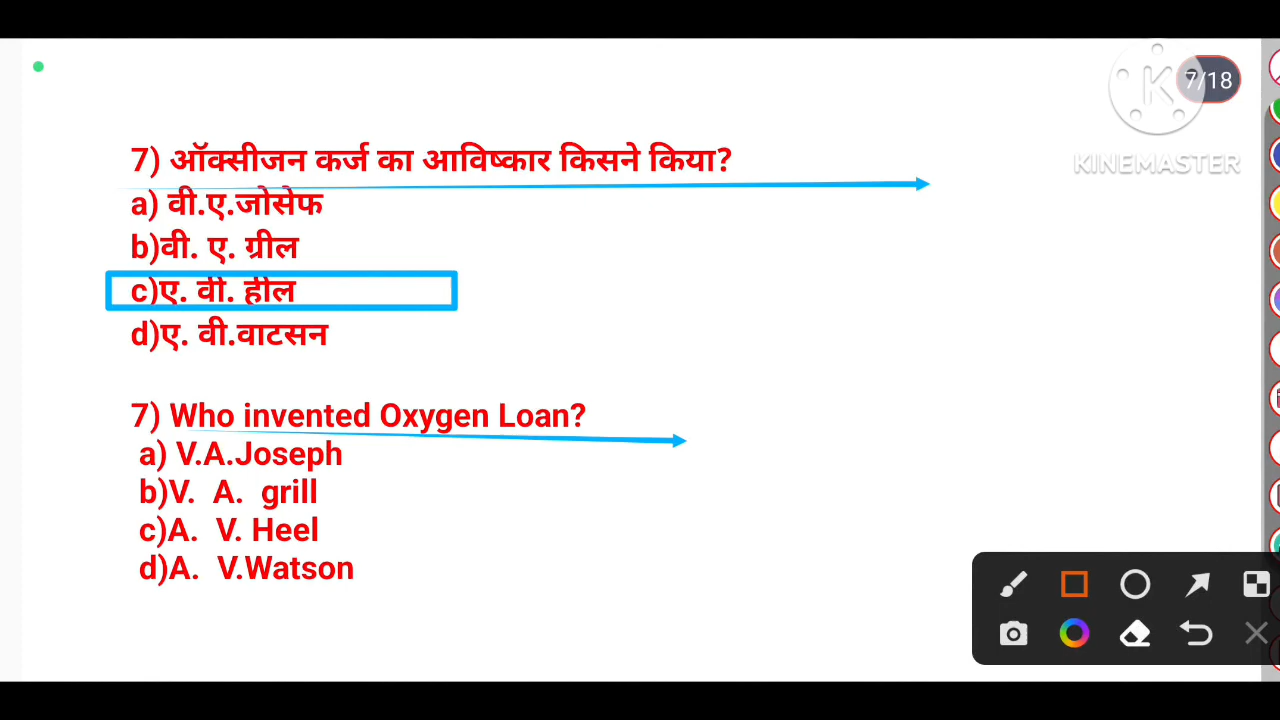 7/18
KINEMASTER
7) ऑक्सीजन कर्ज का आविष्कार किसने किया?
a) वी.ए.जोसेफ
b)वी. ए. ग्रील
c)ए. वी. हील
d)ए. वी.वाटसन
7) Who invented Oxygen Loan?
a) V.A.Joseph
b)V. A. grill
c)A. V. Heel
d)A. V.Watson